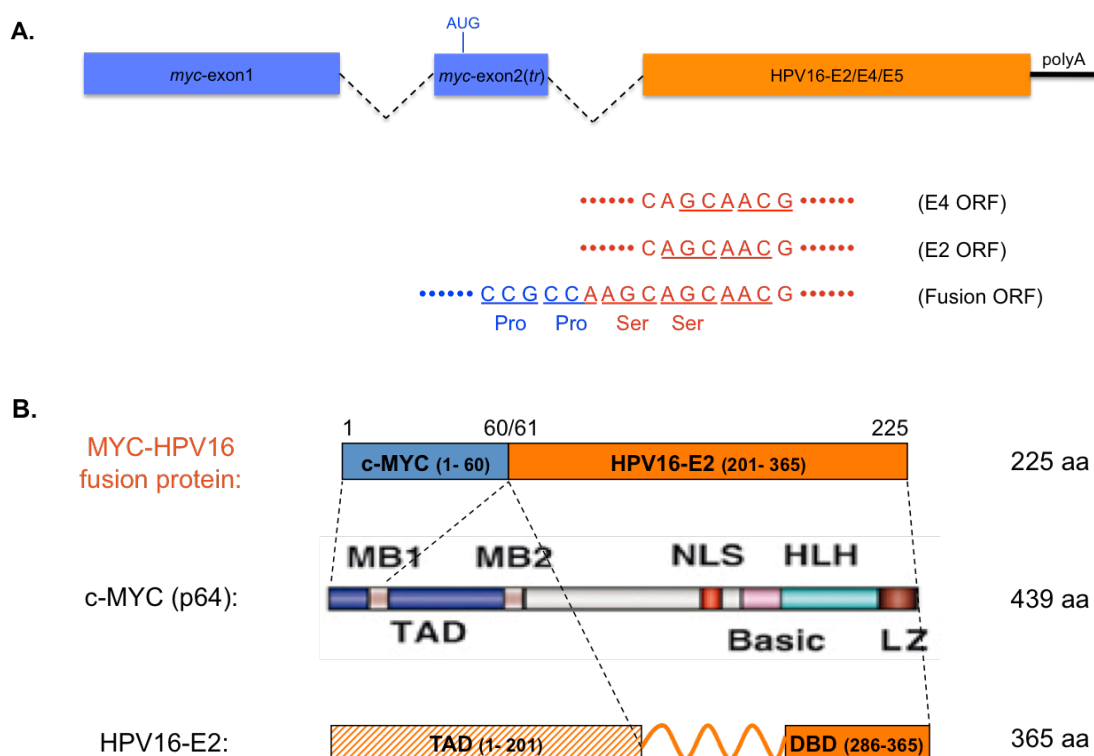 A.
AUG
myc-exon1
myc-exon2(tr)
HPV16-E2/E4/E5
polyA
•••••• C A G C A A C G •••••• (E4 ORF)
•••••• C A G C A A C G •••••• (E2 ORF)
•••••• C C G C C A A G C A G C A A C G •••••• (Fusion ORF)
Pro Pro Ser Ser
B.
1 60/61 225
MYC-HPV16
fusion protein:
c-MYC (1- 60) HPV16-E2 (201- 365) 225 aa
MB1 MB2 NLS HLH
c-MYC (p64): 439 aa
TAD Basic LZ
HPV16-E2: TAD (1- 201) DBD (286-365) 365 aa